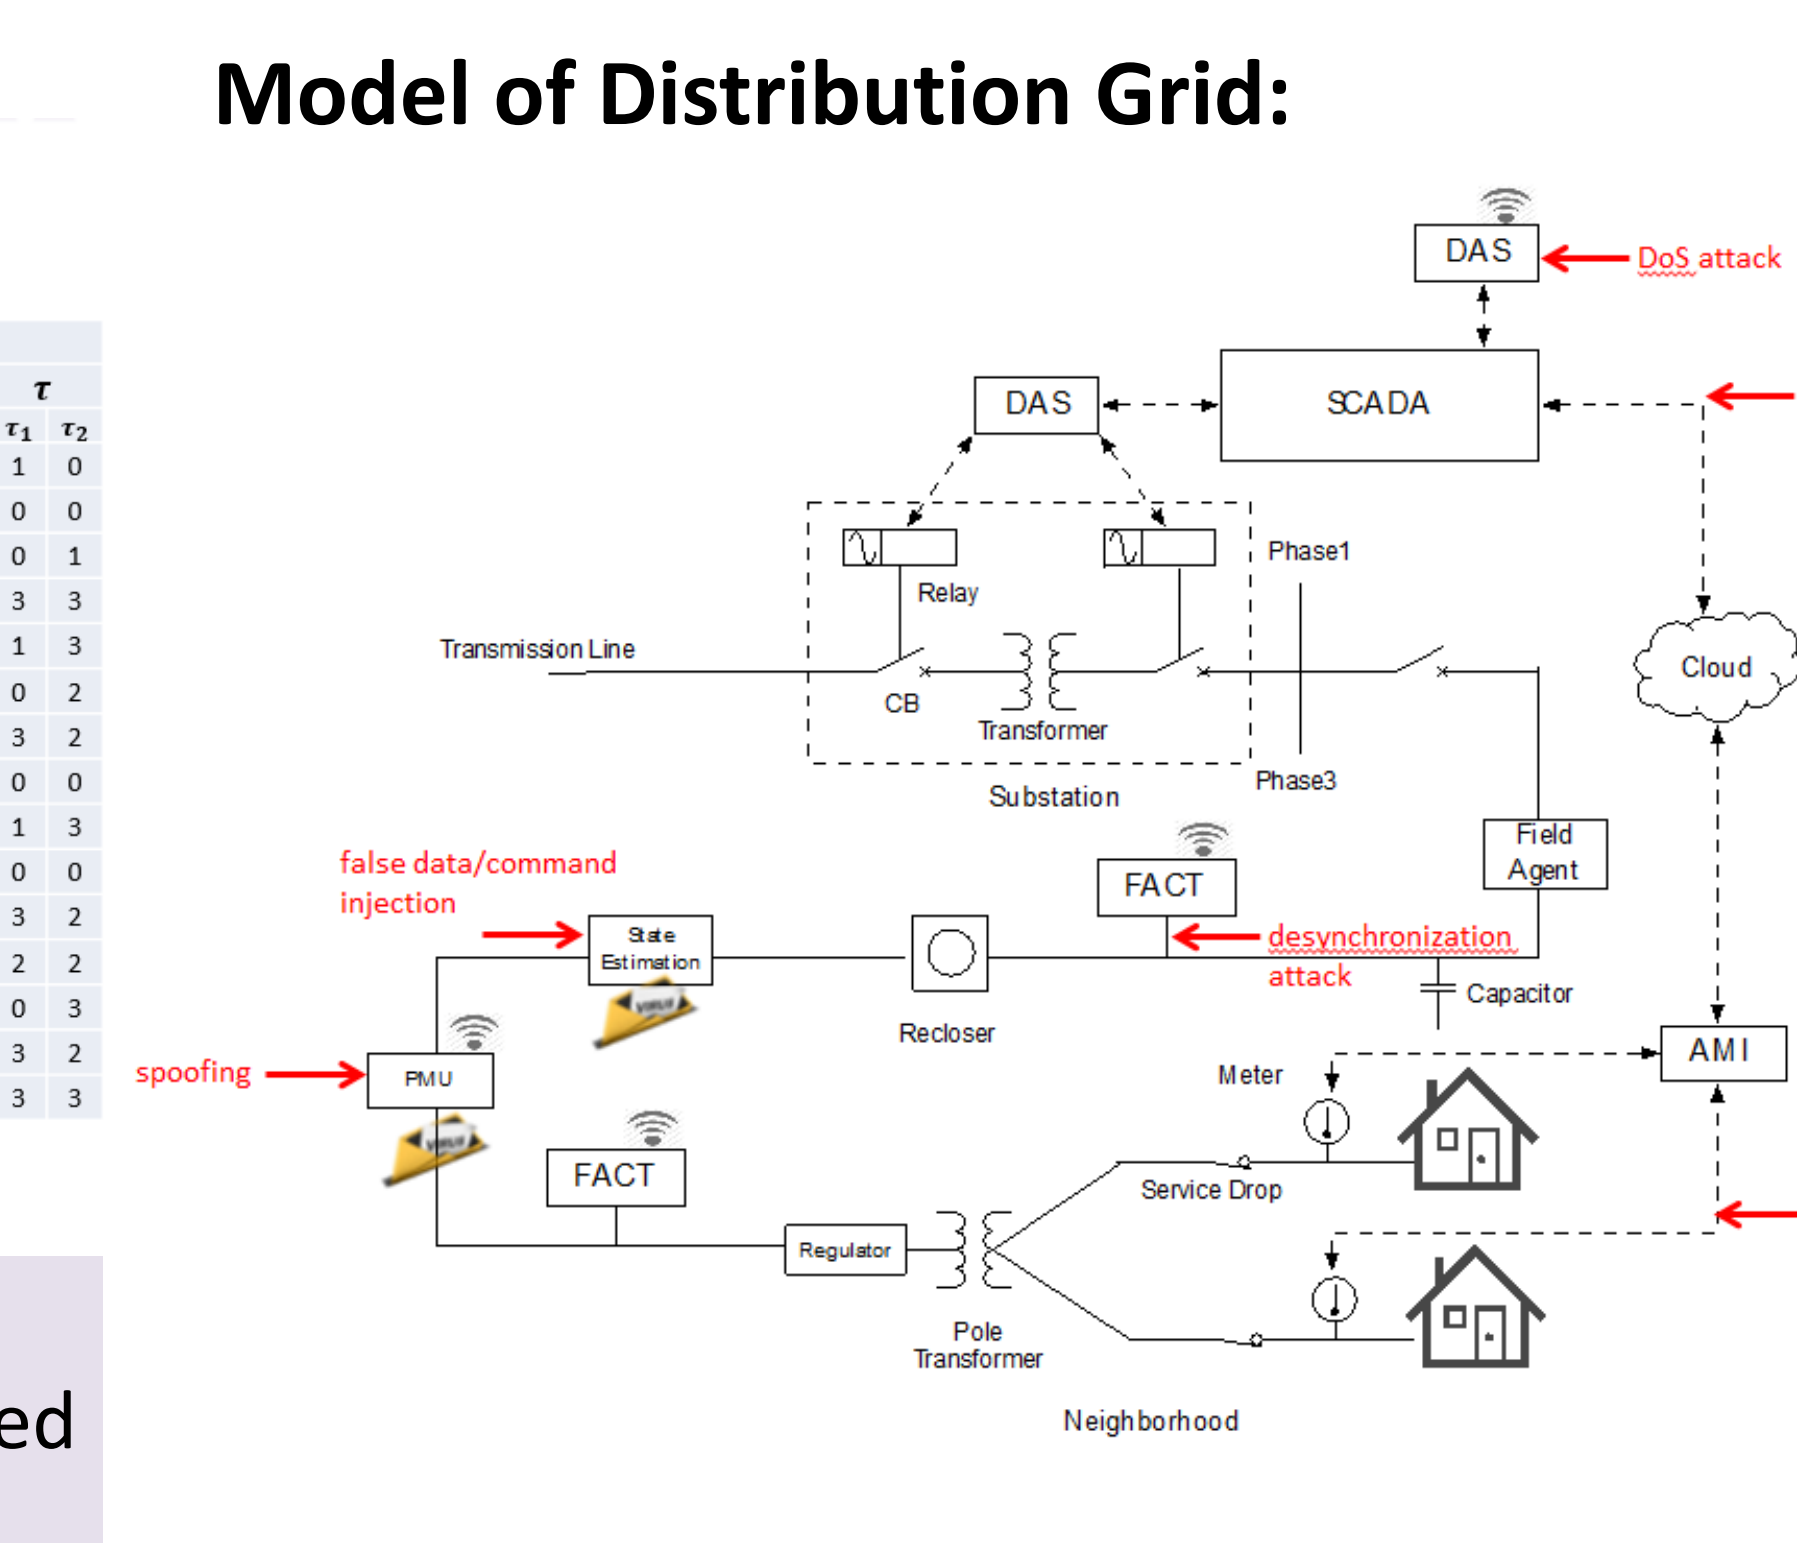 Model of Distribution Grid:
DAS
DoS attack
DAS
SCADA
τ
τ1 τ2
1 0
0 0
0 1
3 3
1 3
0 2
3 2
0 0
1 3
0 0
3 2
2 2
0 3
3 2
3 3
Phase1
Relay
Transmission Line
Cloud
CB
Transformer
Phase3
Substation
Field
Agent
false data/command
injection
FACT
State
Estimation
desynchronization
attack
Capacitor
Recloser
AMI
Meter
spoofing
PMU
VIRUS
VIRUS
FACT
Service Drop
Regulator
Pole
Transformer
Neighborhood
ed